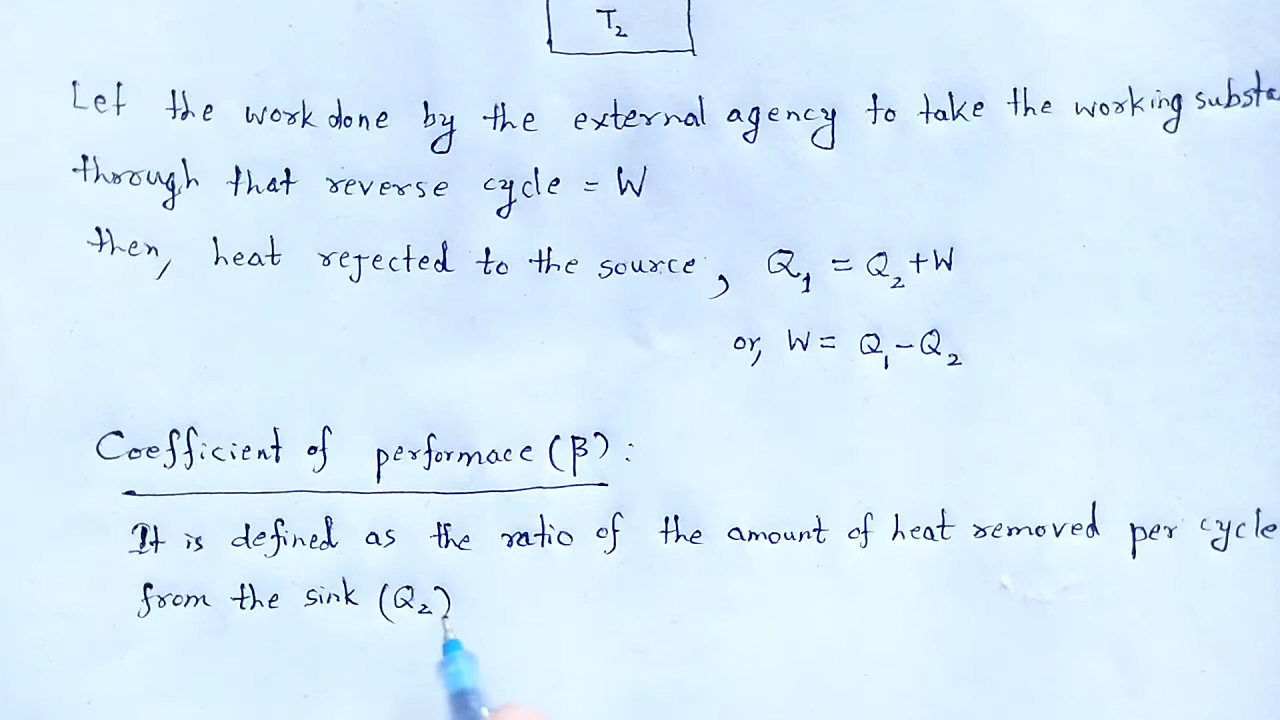 T₂
Let the work done by the external agency to take the working substa
through that reverse cycle = W
then, heat rejected to the source, Q₁ = Q₂+W
or, W = Q₁-Q₂
Coefficient of performace (β) :
It is defined as the ratio of the amount of heat removed per cycle
from the sink (Q₂)